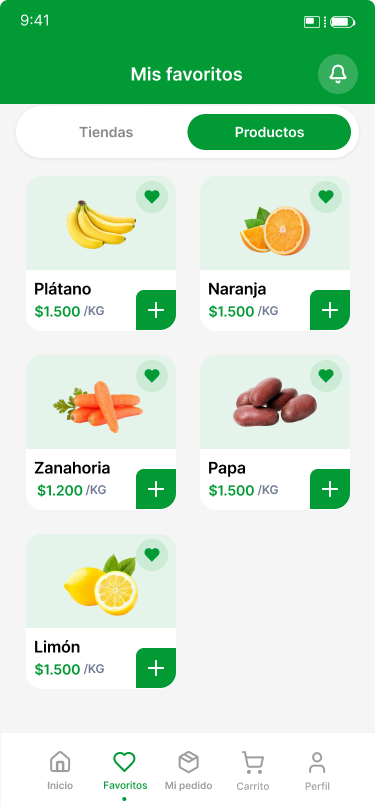 9:41
Mis favoritos
Tiendas Productos
Plátano Naranja
$1.500 /KG $1.500 /KG
Zanahoria Papa
$1.200 /KG $1.500 /KG
Limón
$1.500 /KG
Inicio Favoritos Mi pedido Carrito Perfil